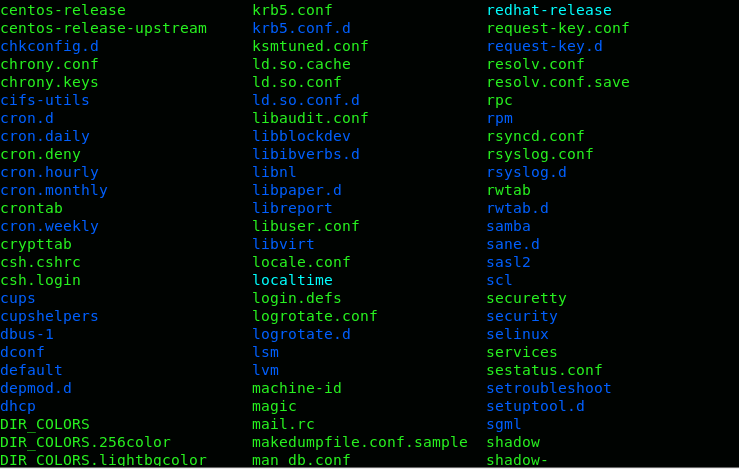 centos-release krb5.conf redhat-release
centos-release-upstream krb5.conf.d request-key.conf
chkconfig.d ksmtuned.conf request-key.d
chrony.conf ld.so.cache resolv.conf
chrony.keys ld.so.conf resolv.conf.save
cifs-utils ld.so.conf.d rpc
cron.d libaudit.conf rpm
cron.daily libblockdev rsyncd.conf
cron.deny libibverbs.d rsyslog.conf
cron.hourly libnl rsyslog.d
cron.monthly libpaper.d rwtab
crontab libreport rwtab.d
cron.weekly libuser.conf samba
crypttab libvirt sane.d
csh.cshrc locale.conf sasl2
csh.login localtime scl
cups login.defs securetty
cupshelpers logrotate.conf security
dbus-1 logrotate.d selinux
dconf lsm services
default lvm sestatus.conf
depmod.d machine-id setroubleshoot
dhcp magic setuptool.d
DIR_COLORS mail.rc sgml
DIR_COLORS.256color makedumpfile.conf.sample shadow
DIR_COLORS.lightbgcolor man_db.conf shadow-